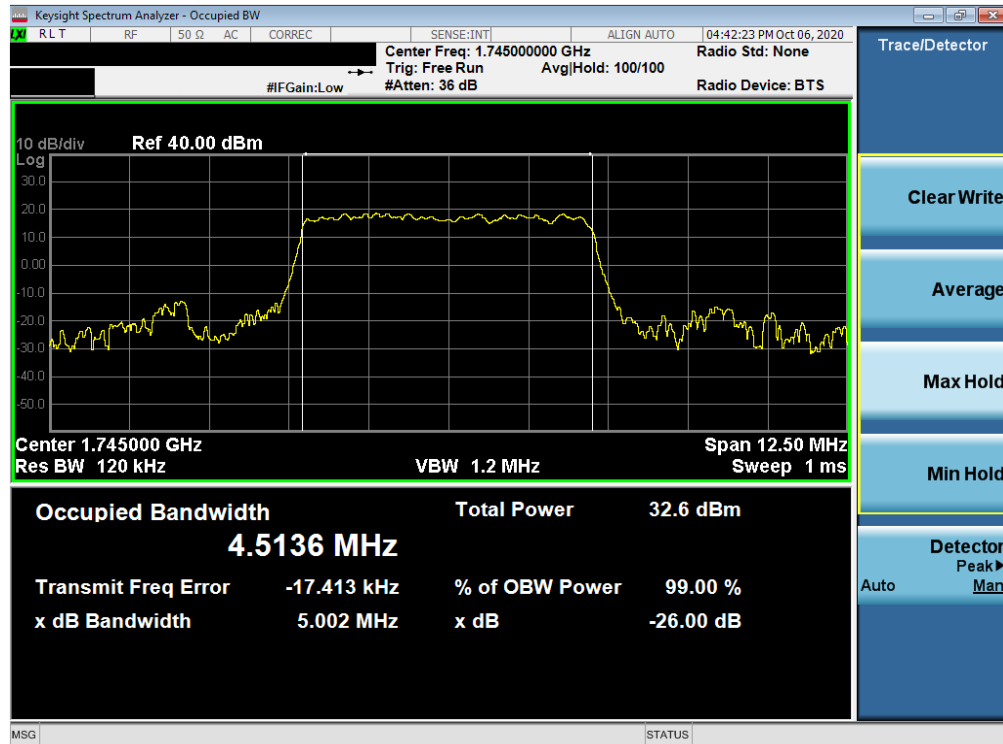 Keysight Spectrum Analyzer - Occupied BW
LXI RLT RF 50 Ω AC CORREC SENSE:INT ALIGN AUTO 04:42:23 PM Oct 06, 2020
Center Freq: 1.745000000 GHz Radio Std: None
Trig: Free Run Avg|Hold: 100/100
#IFGain:Low #Atten: 36 dB Radio Device: BTS
Trace/Detector
10 dB/div Ref 40.00 dBm
Log
30.0
20.0
10.0
0.00
-10.0
-20.0
-30.0
-40.0
-50.0
Center 1.745000 GHz Span 12.50 MHz
Res BW 120 kHz VBW 1.2 MHz Sweep 1 ms
Clear Write
Average
Max Hold
Min Hold
Detector
Peak▶
Auto Man
Occupied Bandwidth Total Power 32.6 dBm
4.5136 MHz
Transmit Freq Error -17.413 kHz % of OBW Power 99.00 %
x dB Bandwidth 5.002 MHz x dB -26.00 dB
MSG STATUS